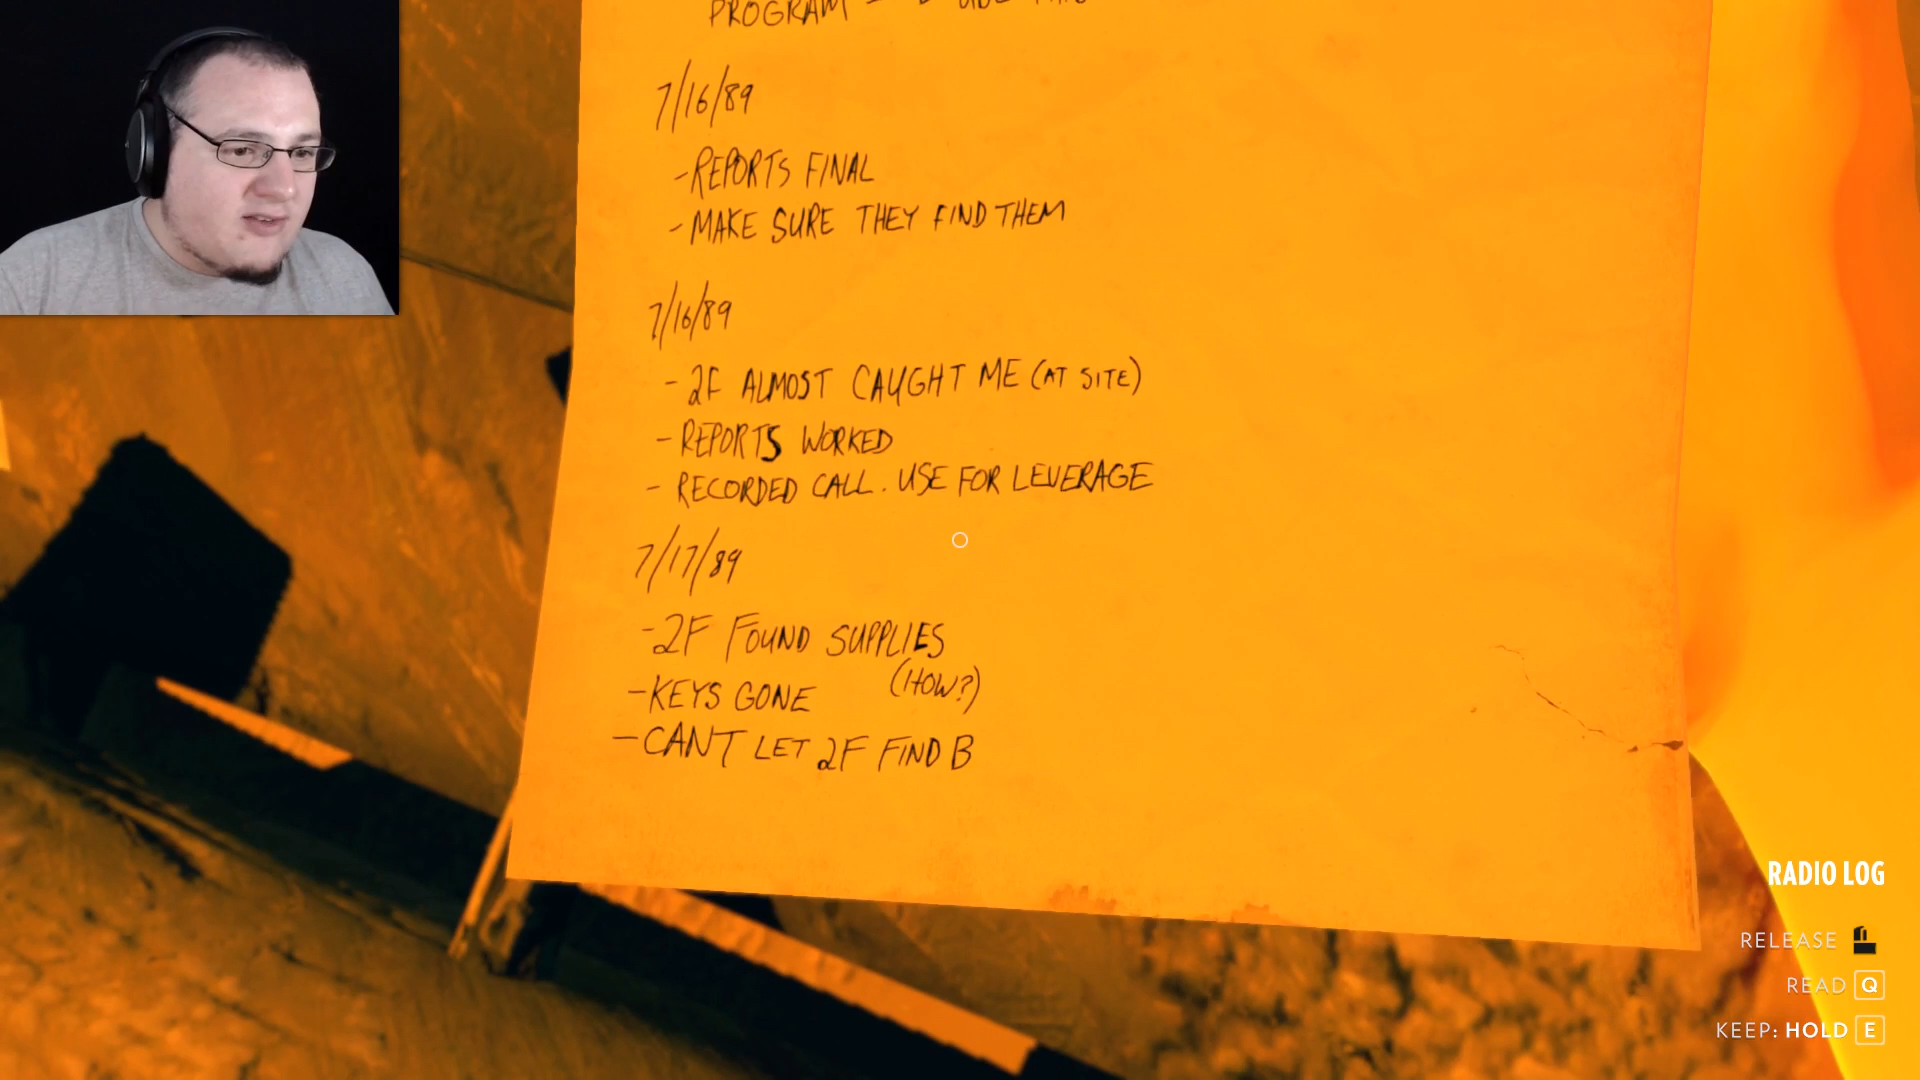 PROGRAM -
7/16/89
-REPORTS FINAL
-MAKE SURE THEY FIND THEM
7/16/89
-2F ALMOST CAUGHT ME (AT SITE)
-REPORTS WORKED
-RECORDED CALL. USE FOR LEVERAGE
7/17/89
-2F FOUND SUPPLIES
(HOW?)
-KEYS GONE
-CANT LET 2F FIND B
RADIO LOG
RELEASE
READ Q
KEEP: HOLD E